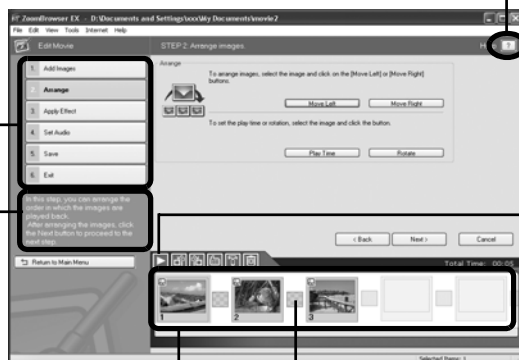 ZoomBrowser EX - D:\Documents and Settings\xxx\My Documents\movie2
File Edit View Tools Internet Help
Edit Movie
STEP 2: Arrange images.
Help ?
1. Add Images
2. Arrange
3. Apply Effect
4. Set Audio
5. Save
6. Exit
Arrange
To arrange images, select the image and click on the [Move Left] or [Move Right]
buttons.
Move Left
Move Right
To set the play time or rotation, select the image and click the button.
Play Time
Rotate
In this step, you can arrange the
order in which the images are
played back.
After arranging the images, click
the Next button to proceed to the
next step.
< Back
Next >
Cancel
Return to Main Menu
Total Time: 00:05
1
2
3
Selected Items: 1